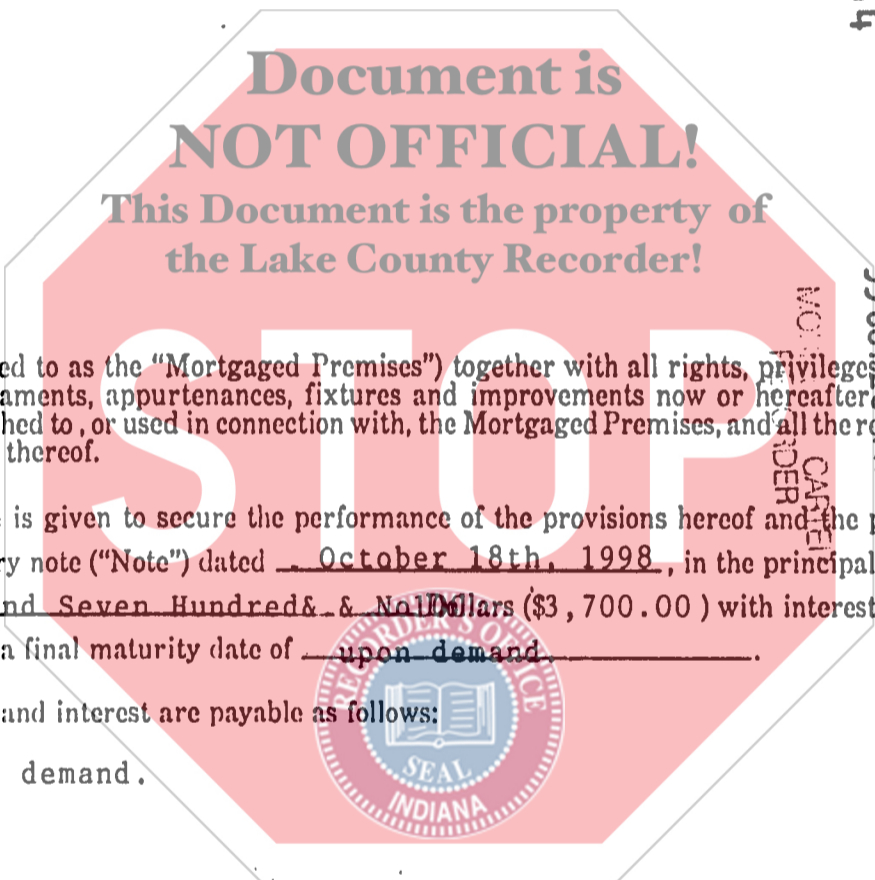 Document is
NOT OFFICIAL!
This Document is the property of
the Lake County Recorder!
STOP
ed to as the “Mortgaged Premises”) together with all rights, privileges
aments, appurtenances, fixtures and improvements now or hereafter
hed to , or used in connection with, the Mortgaged Premises, and all the
thereof.
is given to secure the performance of the provisions hereof and the
ry note (“Note”) dated October 18th, 1998, in the principal
nd Seven Hundred& & No Dollars ($3,700.00) with interest
a final maturity date of upon demand.
and interest are payable as follows:
demand.
RECORDER'S OFFICE
SEAL
INDIANA
ORDER
4